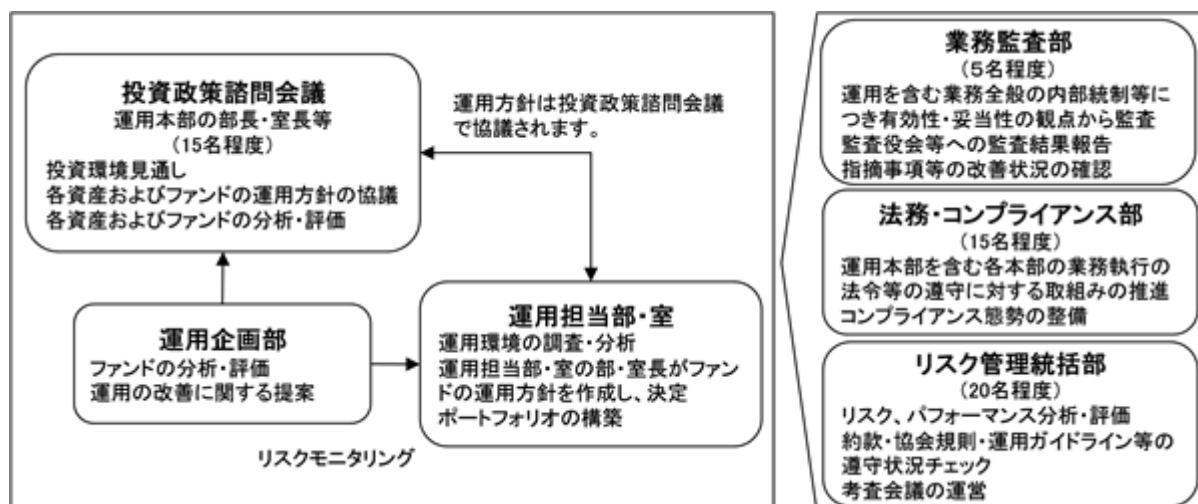 投資政策諮問会議
運用本部の部長・室長等
(15名程度)
投資環境見通し
各資産およびファンドの運用方針の協議
各資産およびファンドの分析・評価
運用方針は投資政策諮問会議
で協議されます。
運用企画部
ファンドの分析・評価
運用の改善に関する提案
運用担当部・室
運用環境の調査・分析
運用担当部・室の部・室長がファン
ドの運用方針を作成し、決定
ポートフォリオの構築
リスクモニタリング
業務監査部
(5名程度)
運用を含む業務全般の内部統制等に
つき有効性・妥当性の観点から監査
監査役会等への監査結果報告
指摘事項等の改善状況の確認
法務・コンプライアンス部
(15名程度)
運用本部を含む各本部の業務執行の
法令等の遵守に対する取組みの推進
コンプライアンス態勢の整備
リスク管理統括部
(20名程度)
リスク、パフォーマンス分析・評価
約款・協会規則・運用ガイドライン等の
遵守状況チェック
考査会議の運営